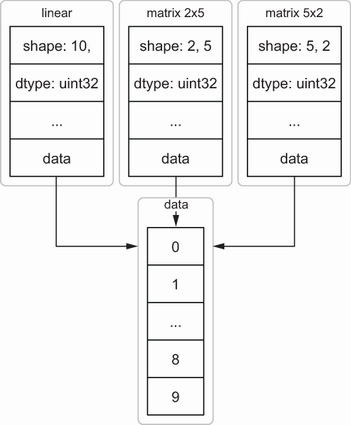 linear
shape: 10,
dtype: uint32
...
data
matrix 2x5
shape: 2, 5
dtype: uint32
...
data
matrix 5x2
shape: 5, 2
dtype: uint32
...
data
data
0
1
...
8
9